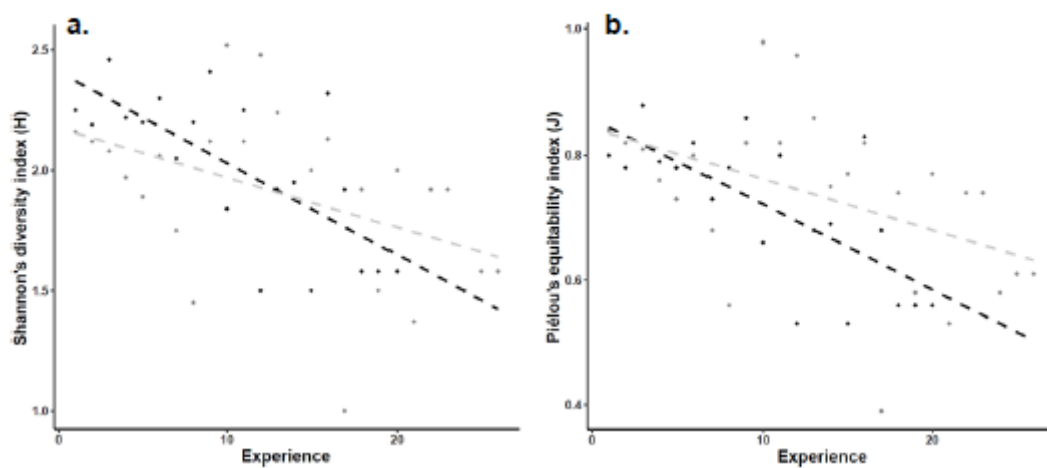 a.
Shannon's diversity index (H)
2.5
2.0
1.5
1.0
0
10
20
Experience
b.
Piélou's equitability index (J)
1.0
0.8
0.6
0.4
0
10
20
Experience